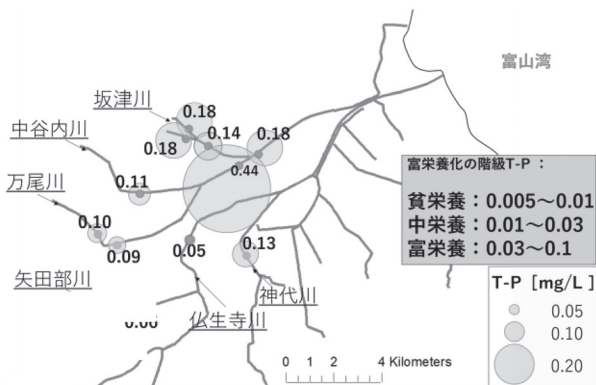 富山湾
坂津川
0.18
中谷内川
0.14
0.18
0.18
0.44
富栄養化の階級T-P :
万尾川
0.11
貧栄養:0.005~0.01
中栄養:0.01~0.03
富栄養:0.03~0.1
0.10
0.09
0.05
0.13
T-P [mg/L]
矢田部川
神代川
仏生寺川
0.05
0.10
0.20
0 1 2 4 Kilometers